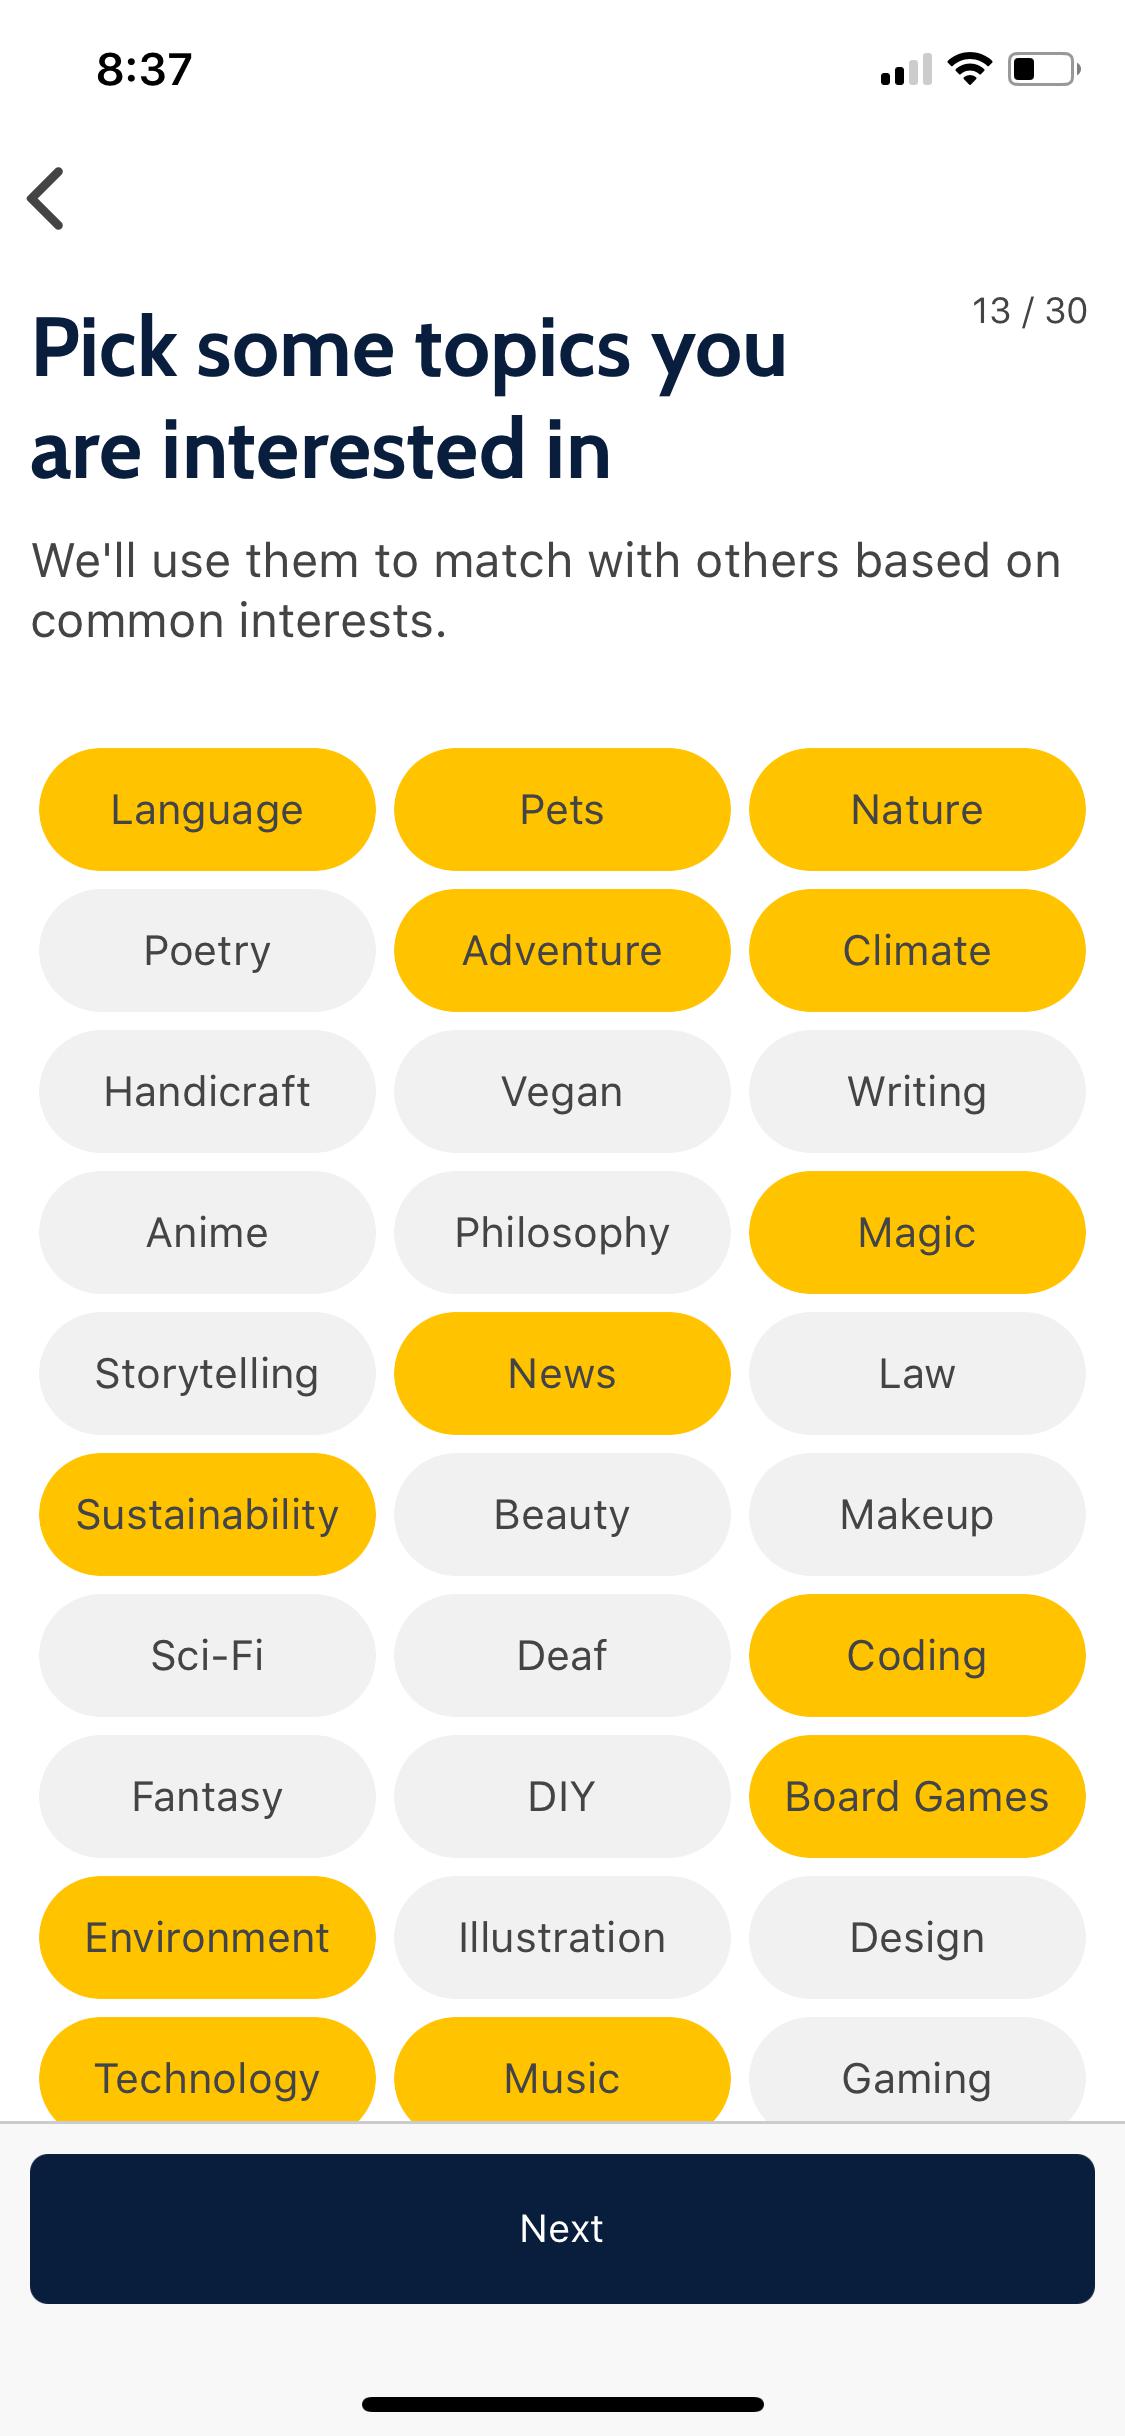 8:37
13 / 30
Pick some topics you
are interested in
We'll use them to match with others based on
common interests.
Language Pets Nature
Poetry Adventure Climate
Handicraft Vegan Writing
Anime Philosophy Magic
Storytelling News Law
Sustainability Beauty Makeup
Sci-Fi Deaf Coding
Fantasy DIY Board Games
Environment Illustration Design
Technology Music Gaming
Next